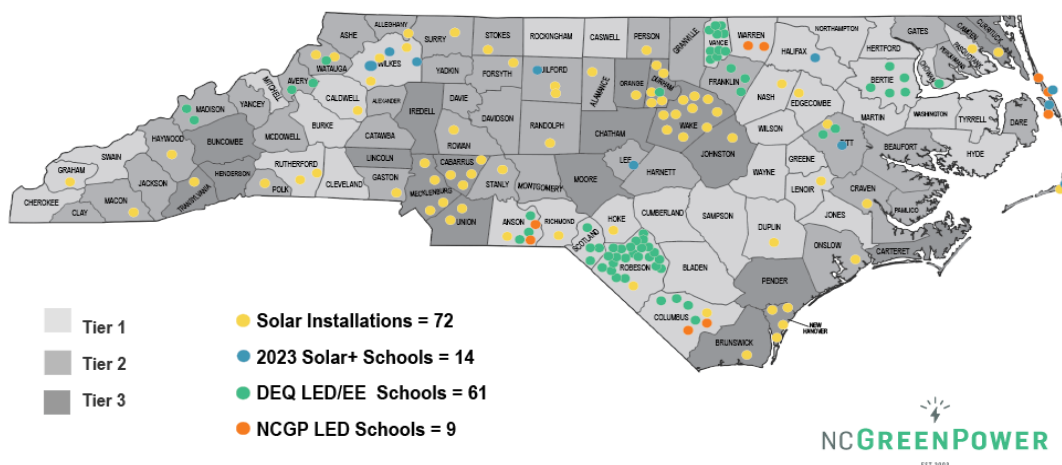 ALLEGHANY
ASHE
SURRY
STOKES
ROCKINGHAM
CASWELL
PERSON
GRANVILLE
VANCE
WARREN
NORTHAMPTON
GATES
CAMDEN
CURRITUCK
HALIFAX
HERTFORD
WATAUGA
WILKES
YADKIN
FORSYTH
UILFORD
ORANGE
DURHAM
FRANKLIN
BERTIE
CHOWAN
AVERY
MITCHELL
CALDWELL
ALEXANDER
IREDELL
DAVIE
ALAMANCE
NASH
EDGECOMBE
MADISON
YANCEY
DAVIDSON
WAKE
MARTIN
WASHINGTON
TYRRELL
DARE
BURKE
CATAWBA
ROWAN
RANDOLPH
CHATHAM
WILSON
HAYWOOD
BUNCOMBE
MCDOWELL
JOHNSTON
PITT
BEAUFORT
HYDE
SWAIN
RUTHERFORD
LINCOLN
CABARRUS
LEE
HARNETT
WAYNE
GREENE
GRAHAM
JACKSON
HENDERSON
POLK
CLEVELAND
GASTON
MECKLENBURG
STANLY
MONTGOMERY
MOORE
LENOIR
CRAVEN
CHEROKEE
CLAY
MACON
TRANSYLVANIA
UNION
ANSON
RICHMOND
HOKE
CUMBERLAND
SAMPSON
DUPLIN
JONES
PAMLICO
SCOTLAND
ONSLOW
CARTERET
ROBESON
BLADEN
PENDER
COLUMBUS
NEW
HANOVER
BRUNSWICK
Tier 1
Tier 2
Tier 3
Solar Installations = 72
2023 Solar+ Schools = 14
DEQ LED/EE Schools = 61
NCGP LED Schools = 9
NCGREENPOWER